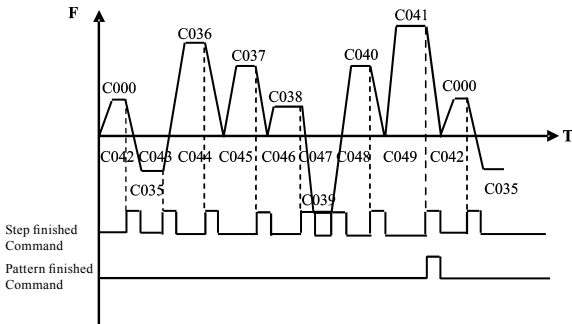 F
C041
C036
C037
C040
C000
C038
C000
T
C042 C043 C044 C045 C046 C047 C048 C049 C042
C035
C035
C039
Step finished
Command
Pattern finished
Command